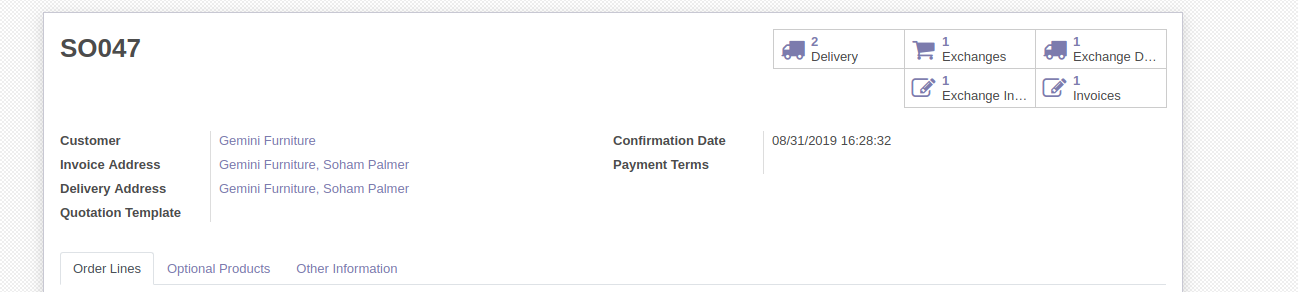 SO047
2
Delivery
1
Exchanges
1
Exchange D...
1
Exchange In...
1
Invoices
Customer
Gemini Furniture
Invoice Address
Gemini Furniture, Soham Palmer
Delivery Address
Gemini Furniture, Soham Palmer
Quotation Template
Confirmation Date
08/31/2019 16:28:32
Payment Terms
Order Lines
Optional Products
Other Information